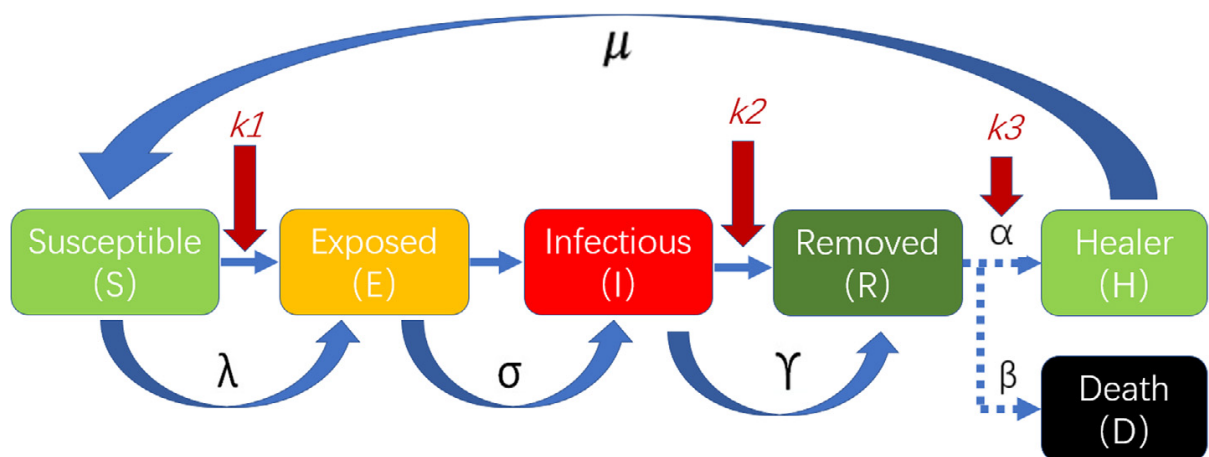 μ
k1
k2
k3
Susceptible
(S)
Exposed
(E)
Infectious
(I)
Removed
(R)
α
Healer
(H)
λ
σ
γ
β
Death
(D)